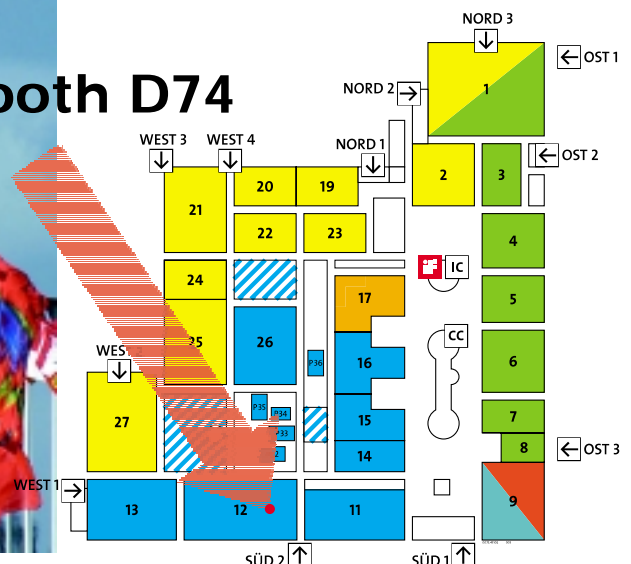 NORD 3
OST 1
ooth D74
NORD 2
1
WEST 3
WEST 4
NORD 1
OST 2
2
3
20
19
21
22
23
4
IC
24
17
5
25
26
CC
WEST
P36
16
6
P35
P34
27
P33
15
7
8
OST 3
14
WEST 1
13
12
11
9
SÜD 2
SÜD 1